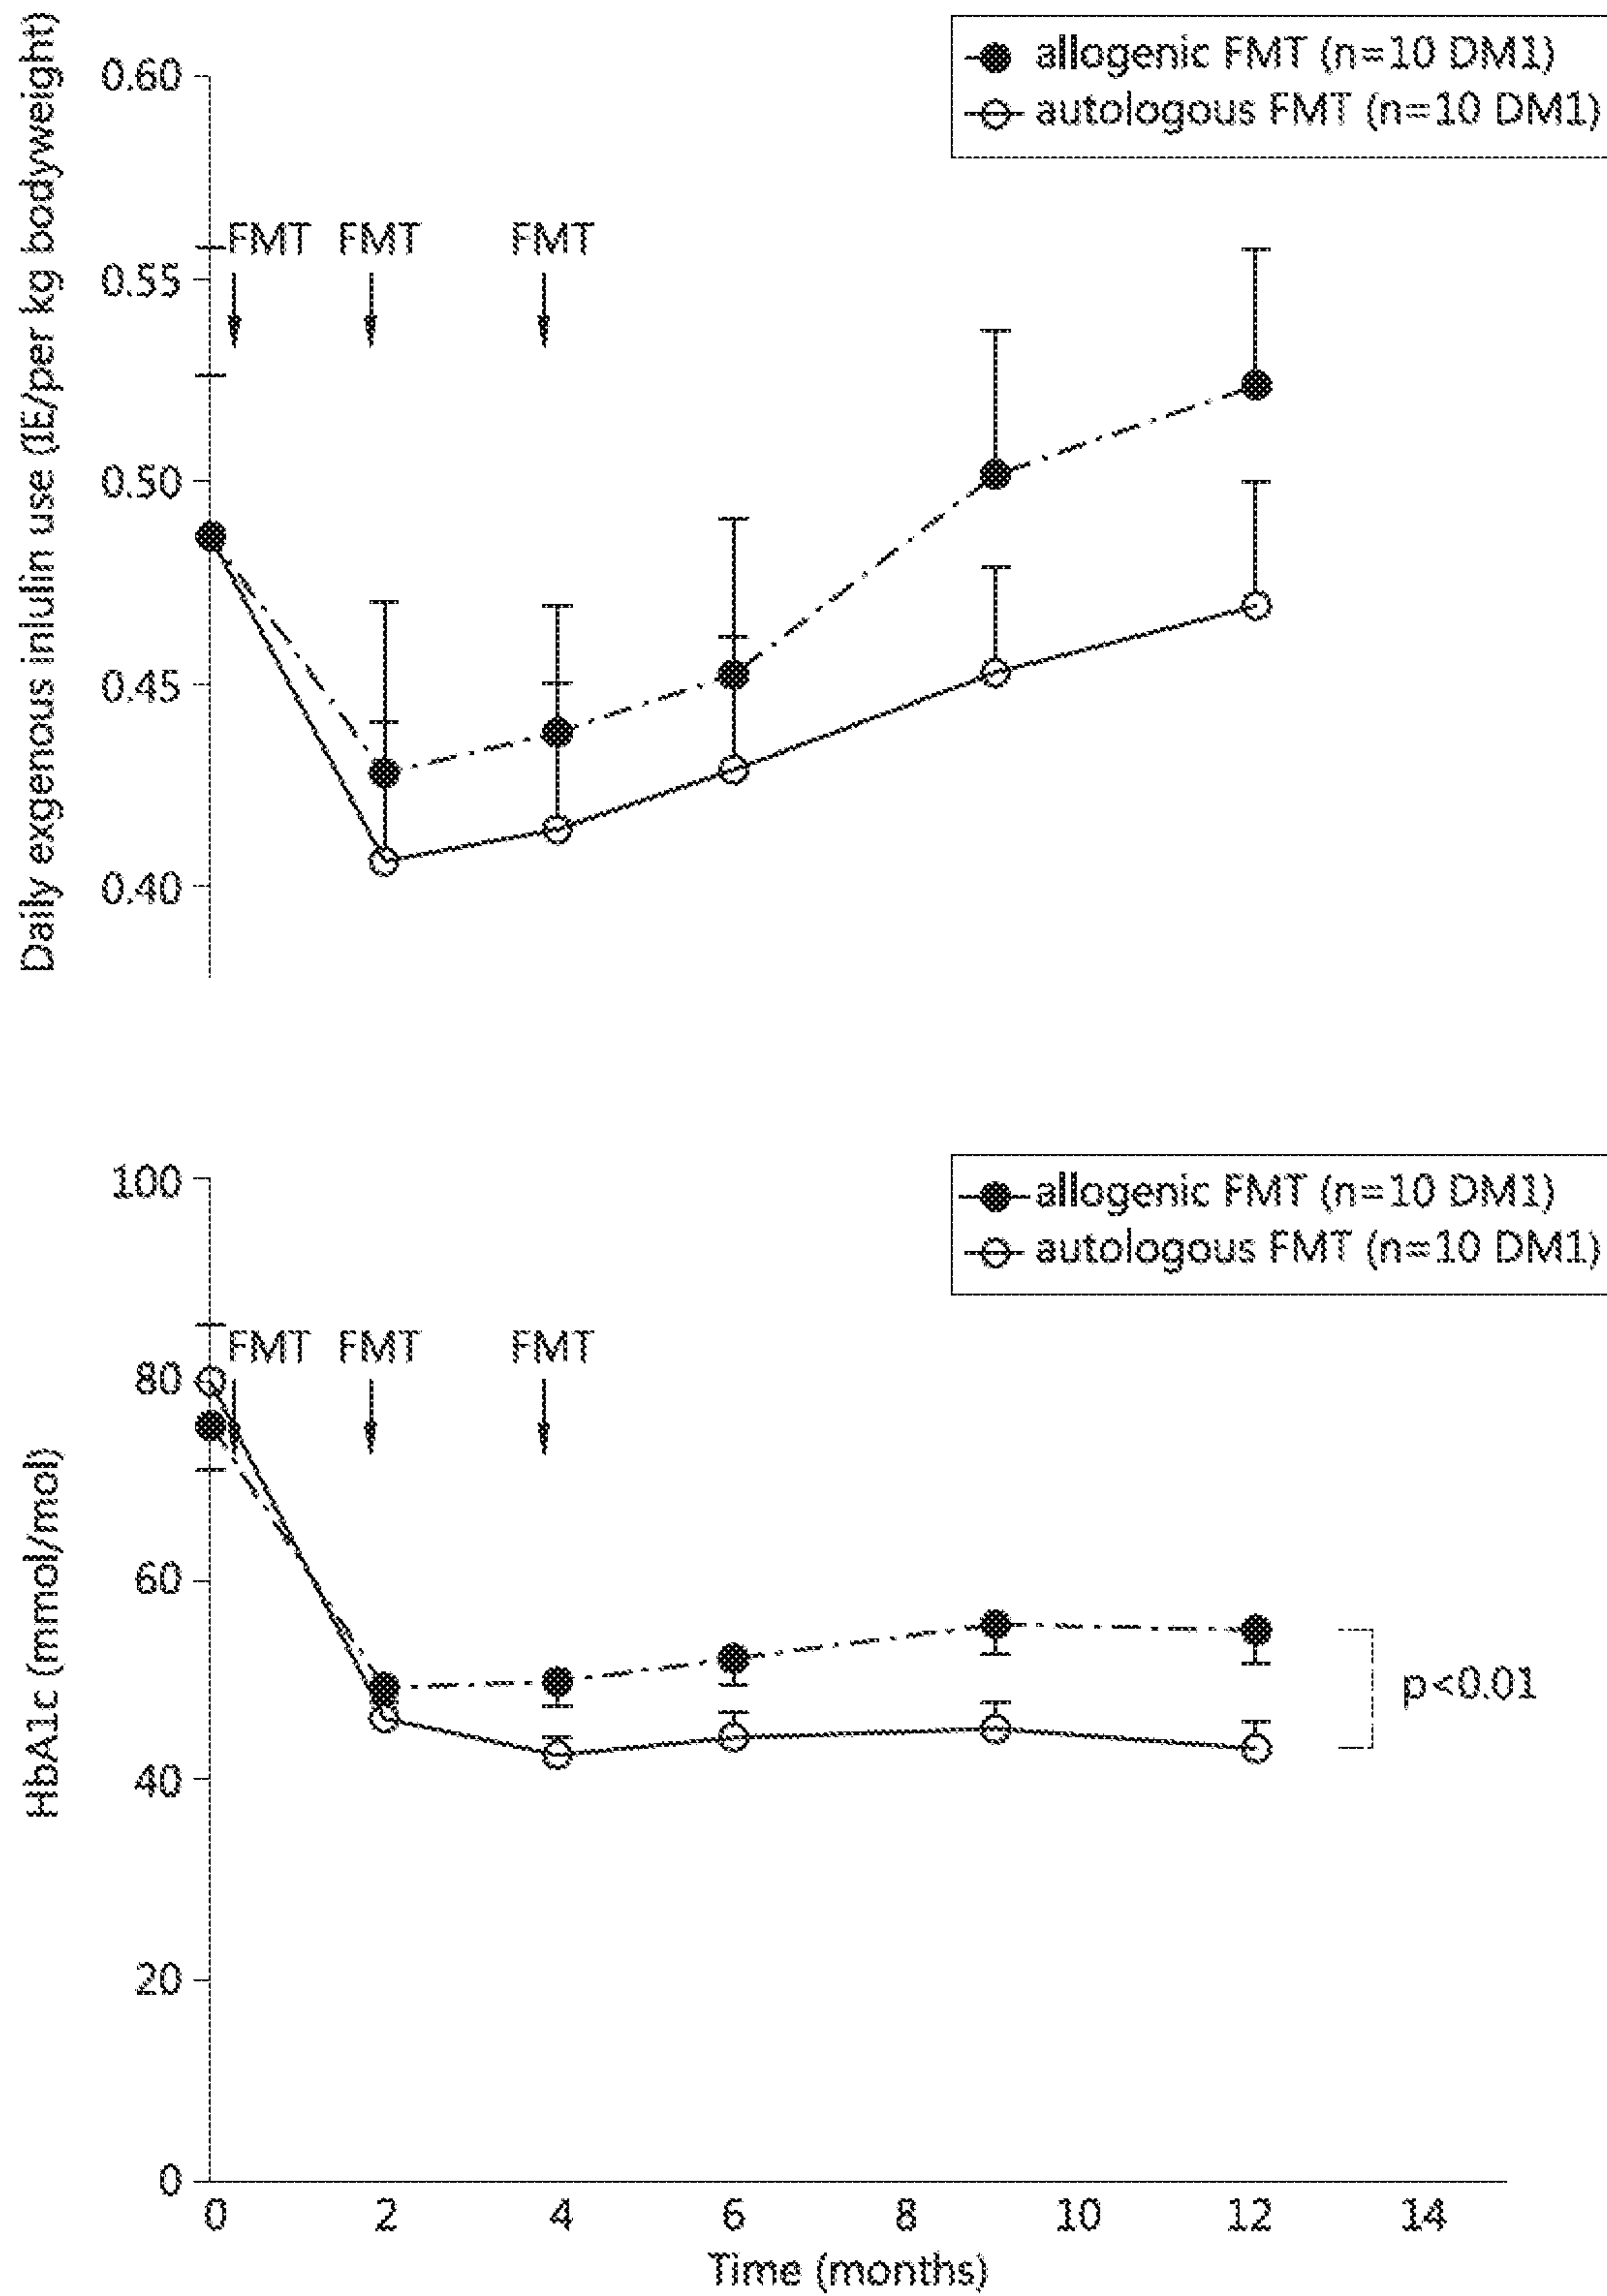 Daily exgenous inlulin use (IE/per kg bodyweight)
0.60
0.55
0.50
0.45
0.40
allogenic FMT (n=10 DM1)
autologous FMT (n=10 DM1)
FMT FMT FMT
HbA1c (mmol/mol)
100
80
60
40
20
0
allogenic FMT (n=10 DM1)
autologous FMT (n=10 DM1)
FMT FMT FMT
p<0.01
0 2 4 6 8 10 12 14
Time (months)